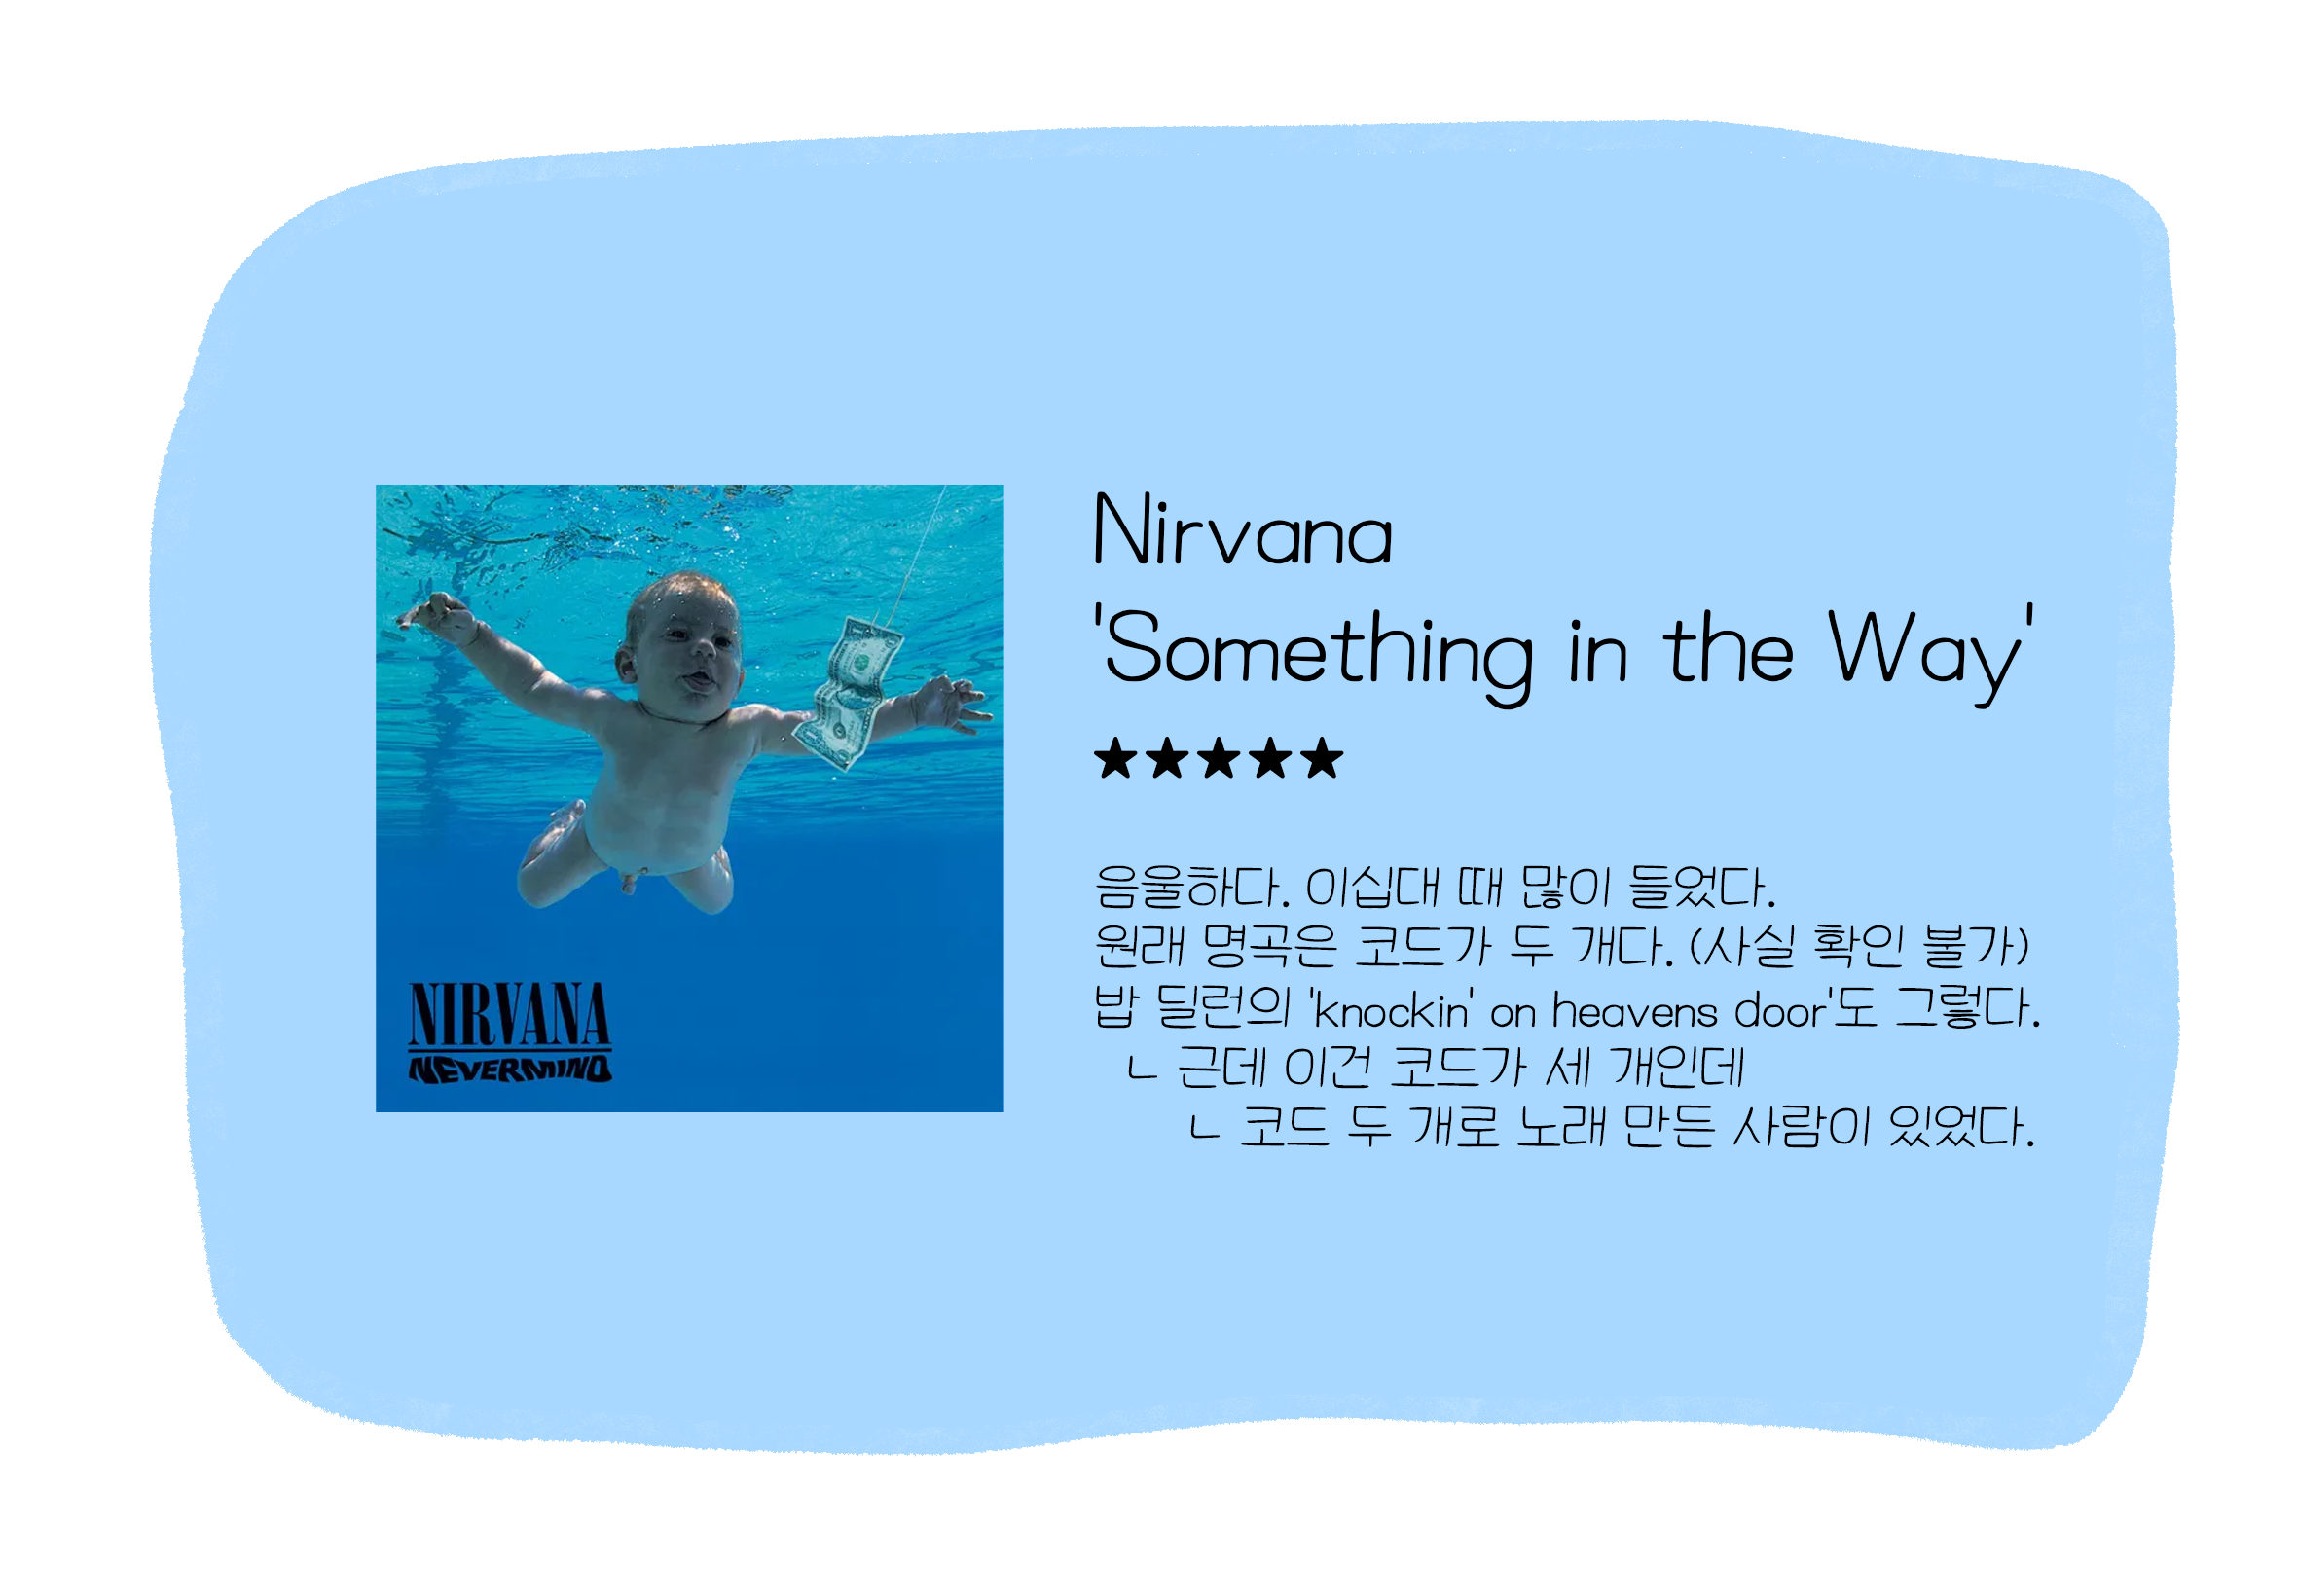 Nirvana
'Something in the Way'
★★★★★
음울하다. 이십대 때 많이 들었다.
원래 명곡은 코드가 두 개다. (사실 확인 불가)
밥 딜런의 'knockin' on heavens door'도 그렇다.
ㄴ 근데 이건 코드가 세 개인데
ㄴ 코드 두 개로 노래 만든 사람이 있었다.
NIRVANA
NEVERMIND